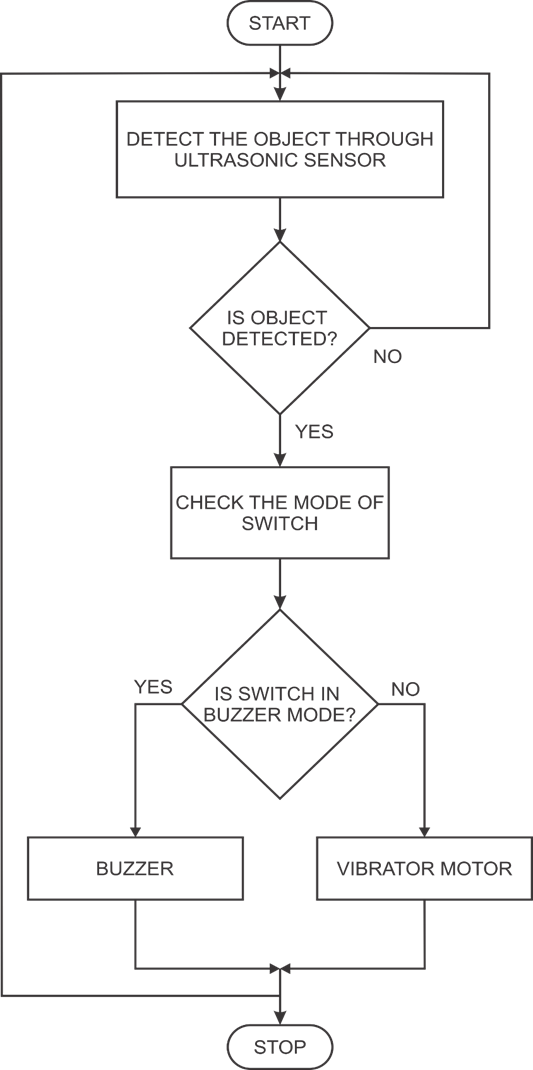 START
DETECT THE OBJECT THROUGH
ULTRASONIC SENSOR
IS OBJECT
DETECTED?
NO
YES
CHECK THE MODE OF
SWITCH
YES
IS SWITCH IN
BUZZER MODE?
NO
BUZZER
VIBRATOR MOTOR
STOP